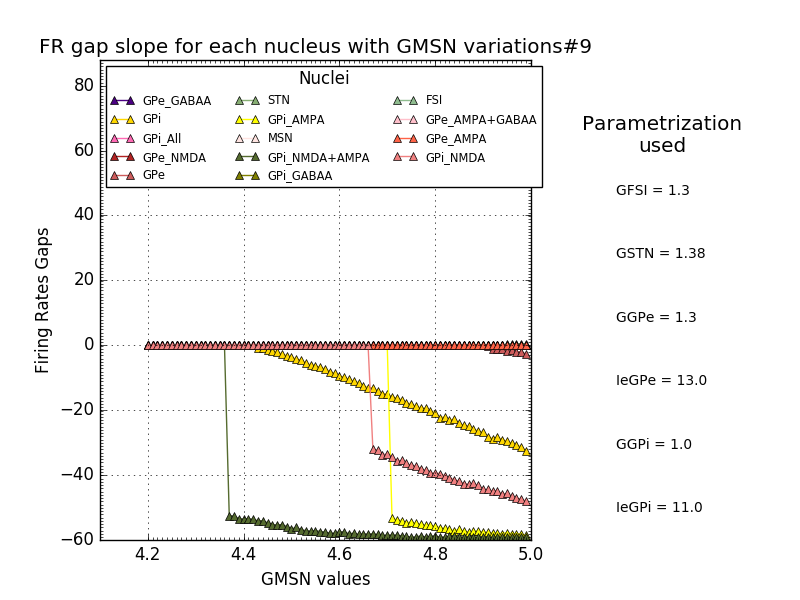 FR gap slope for each nucleus with GMSN variations#9
Nuclei
GPe_GABAA
GPi
GPi_All
GPe_NMDA
GPe
STN
GPi_AMPA
MSN
GPi_NMDA+AMPA
GPi_GABAA
FSI
GPe_AMPA+GABAA
GPe_AMPA
GPi_NMDA
80
60
40
20
0
−20
−40
−60
Firing Rates Gaps
4.2 4.4 4.6 4.8 5.0
GMSN values
Parametrization
used
GFSI = 1.3
GSTN = 1.38
GGPe = 1.3
IeGPe = 13.0
GGPi = 1.0
IeGPi = 11.0